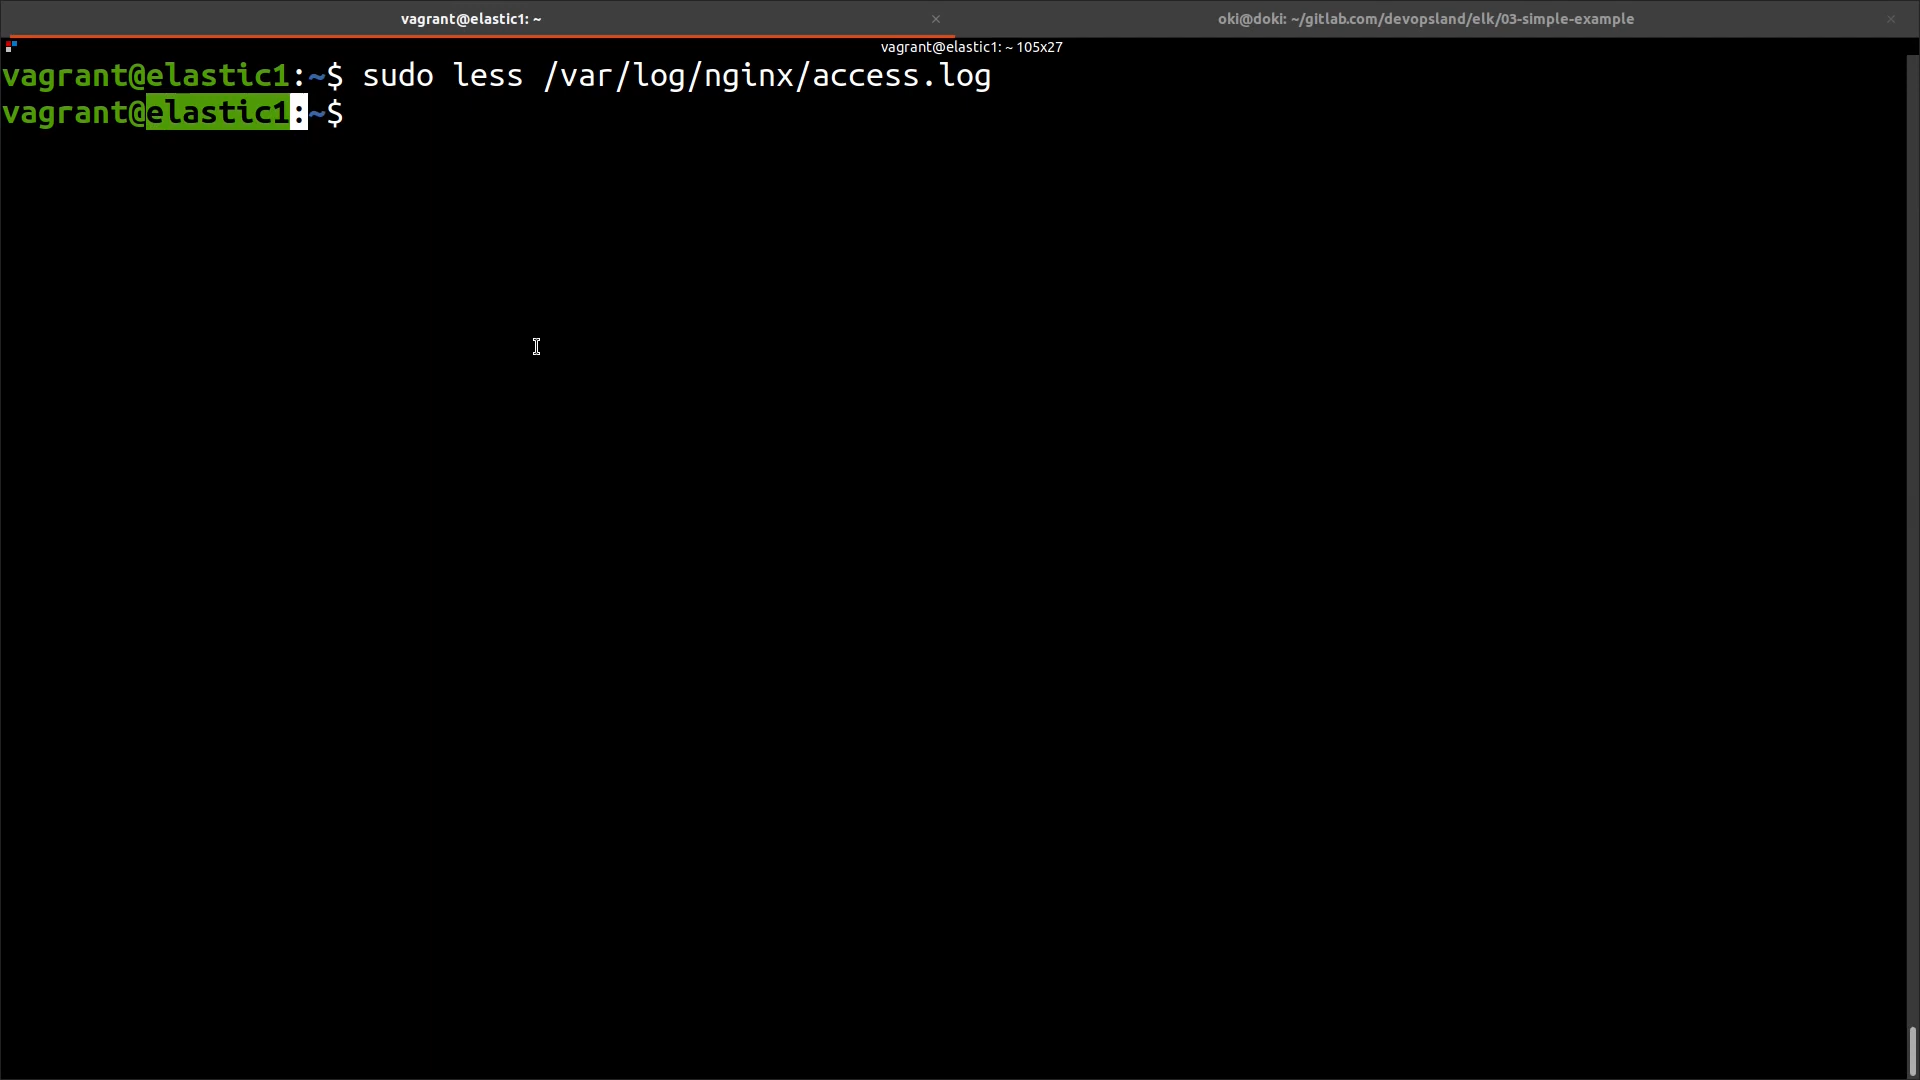 vagrant@elastic1: ~ × oki@doki: ~/gitlab.com/devopsland/elk/03-simple-example ×
vagrant@elastic1: ~ 105x27
vagrant@elastic1:~$ sudo less /var/log/nginx/access.log
vagrant@elastic1:~$